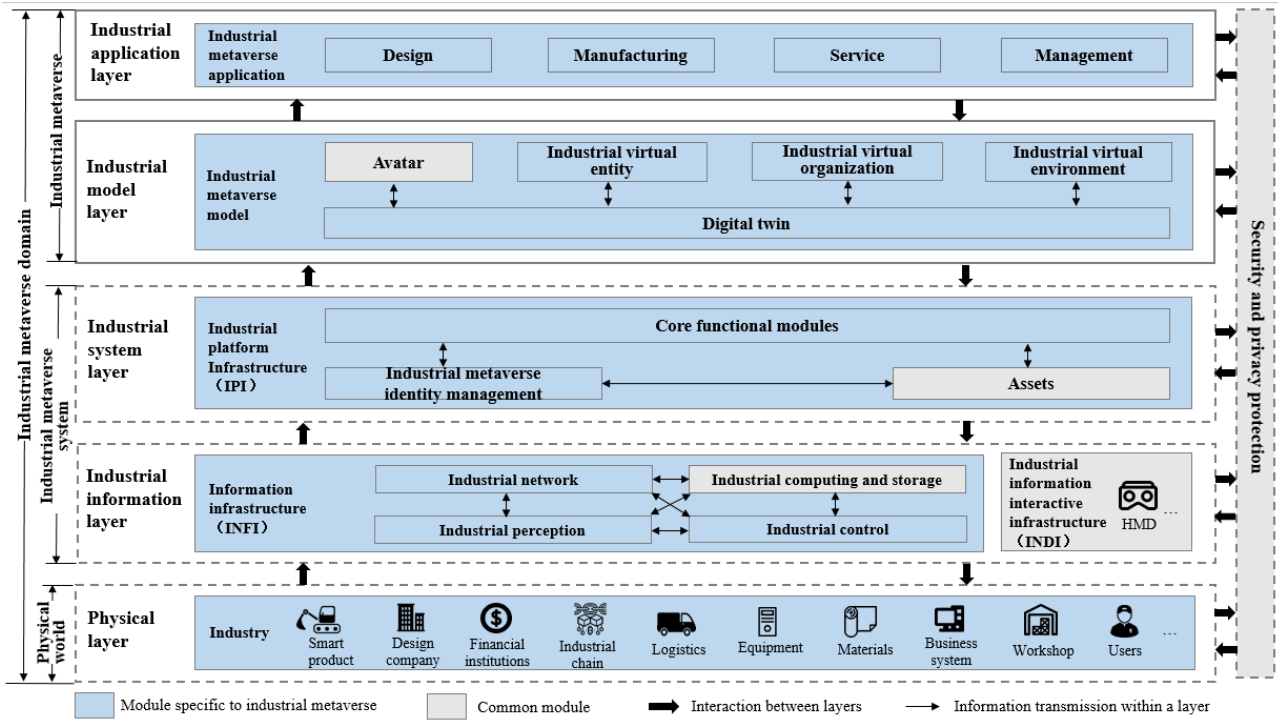 Industrial metaverse domain
Industrial metaverse
Industrial metaverse
system
Physical
world
Industrial
application
layer
Industrial
metaverse
application
Design
Manufacturing
Service
Management
Industrial
model
layer
Industrial
metaverse
model
Avatar
Industrial virtual
entity
Industrial virtual
organization
Industrial virtual
environment
Digital twin
Industrial
system
layer
Industrial
platform
Infrastructure
（IPI）
Core functional modules
Industrial metaverse
identity management
Assets
Industrial
information
layer
Information
infrastructure
（INFI）
Industrial network
Industrial computing and storage
Industrial perception
Industrial control
Industrial
information
interactive
infrastructure
（INDI）
HMD
...
Physical
layer
Industry
Smart
product
Design
company
Financial
institutions
Industrial
chain
Logistics
Equipment
Materials
Business
system
Workshop
Users
...
Security and privacy protection
Module specific to industrial metaverse
Common module
Interaction between layers
Information transmission within a layer